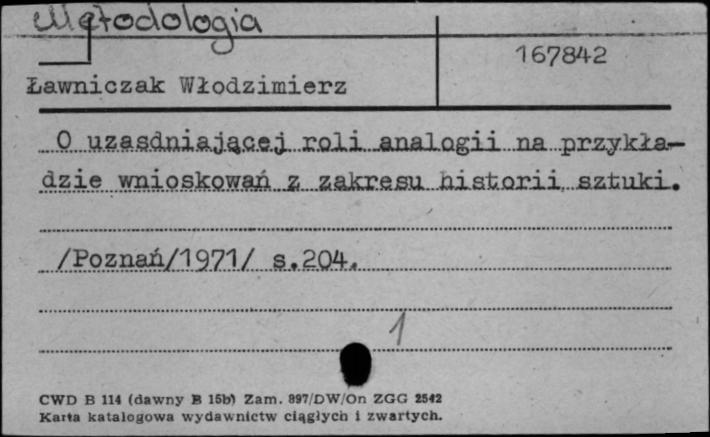 Metodologia
167842
Ławniczak Włodzimierz
O uzasdniającej roli analogii na przykła-
dzie wnioskowań z zakresu historii sztuki.
/Poznań/1971/ s.204.
1
CWD B 114 (dawny B 15b) Zam. 897/DW/On ZGG 2542
Karta katalogowa wydawnictw ciągłych i zwartych.